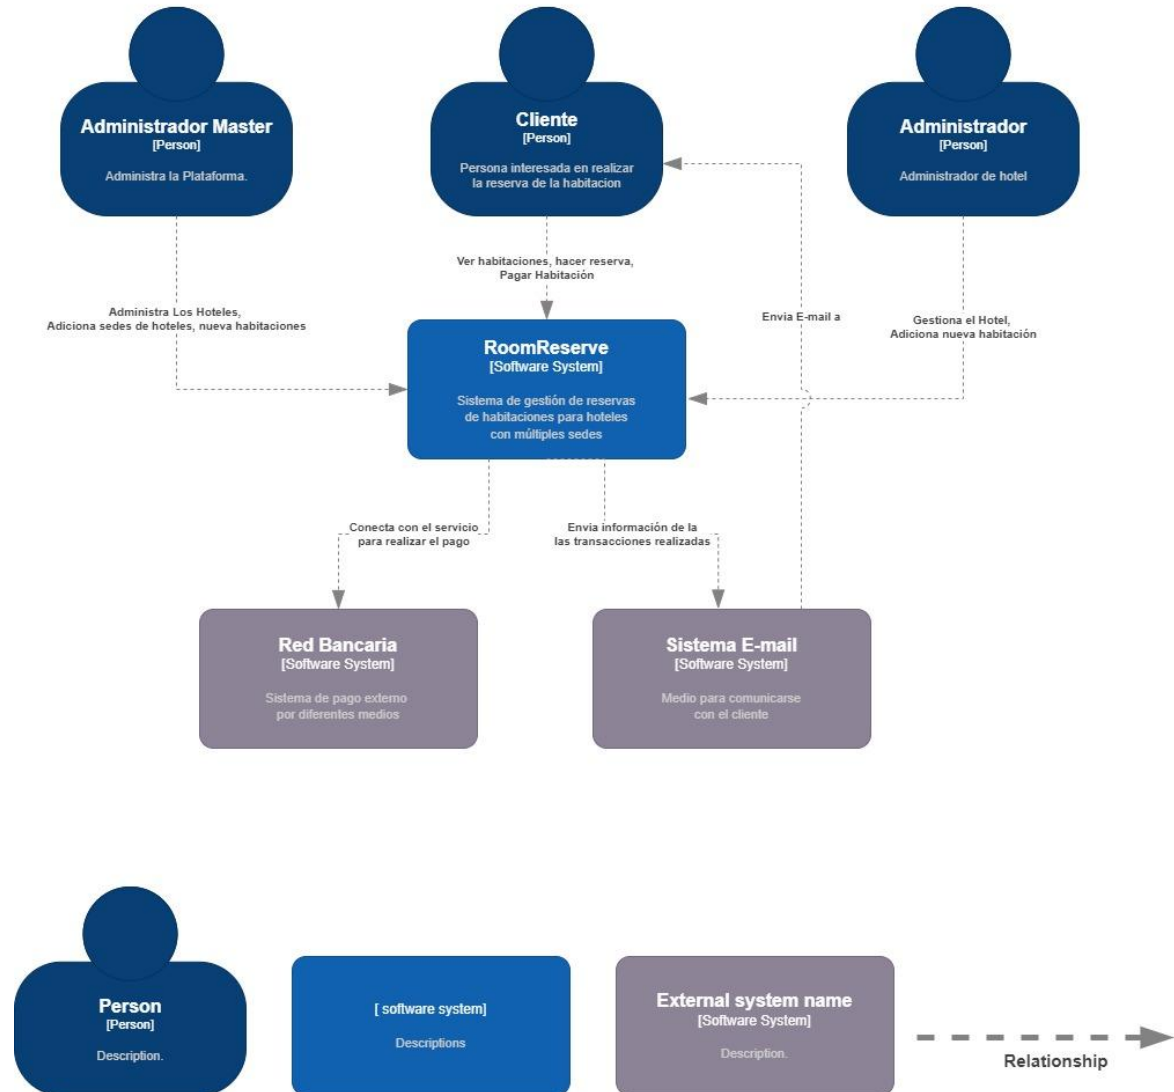 Administrador Master
[Person]
Administra la Plataforma.
Cliente
[Person]
Persona interesada en realizar
la reserva de la habitacion
Administrador
[Person]
Administrador de hotel
Ver habitaciones, hacer reserva,
Pagar Habitación
Administra Los Hoteles,
Adiciona sedes de hoteles, nueva habitaciones
Envia E-mail a
Gestiona el Hotel,
Adiciona nueva habitación
RoomReserve
[Software System]
Sistema de gestión de reservas
de habitaciones para hoteles
con múltiples sedes
Conecta con el servicio
para realizar el pago
Envia información de la
las transacciones realizadas
Red Bancaria
[Software System]
Sistema de pago externo
por diferentes medios
Sistema E-mail
[Software System]
Medio para comunicarse
con el cliente
Person
[Person]
Description.
[ software system]
Descriptions
External system name
[Software System]
Description.
Relationship